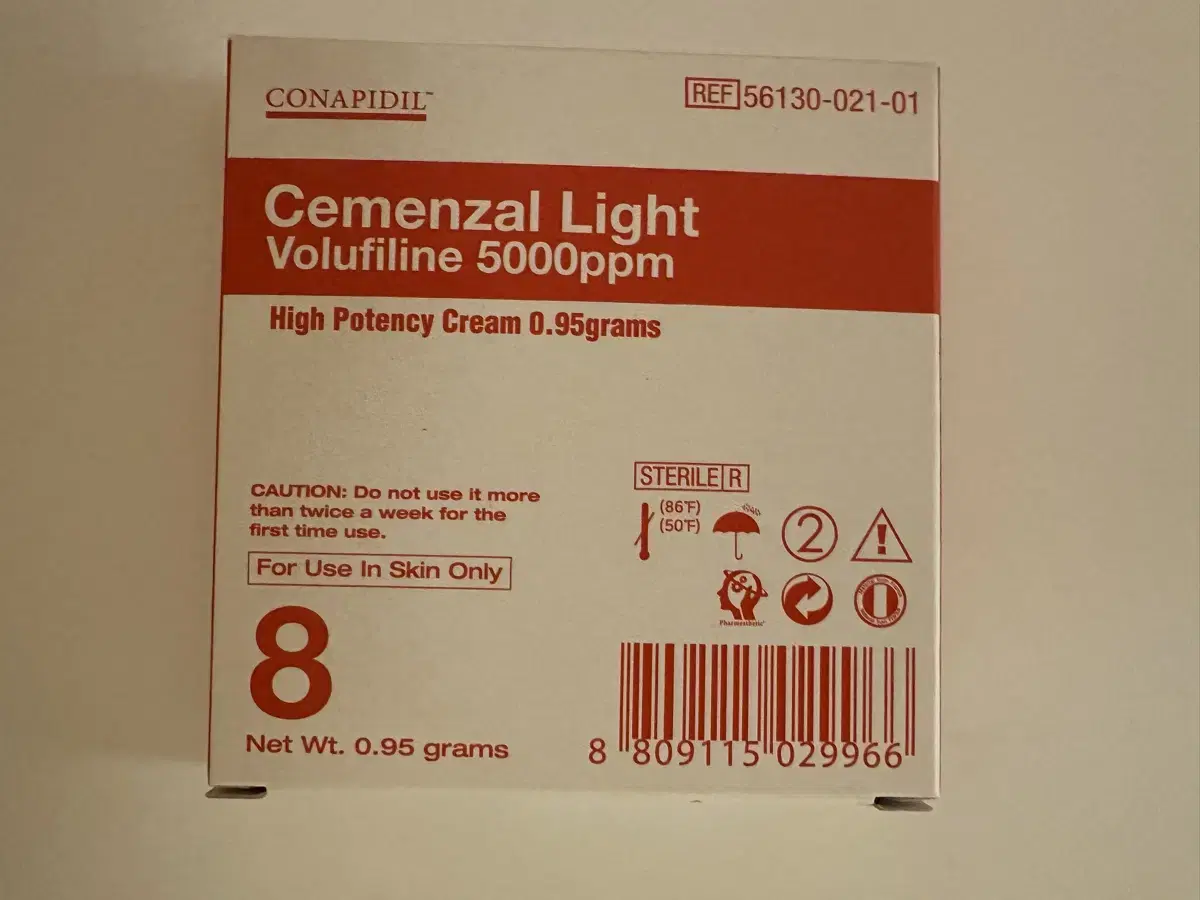 CONAPIDIL™
REF 56130-021-01
Cemenzal Light
Volufiline 5000ppm
High Potency Cream 0.95grams
STERILE R
CAUTION: Do not use it more
than twice a week for the
first time use.
(86°F)
(50°F)
2
!
For Use In Skin Only
8
Net Wt. 0.95 grams
8 809115 029966